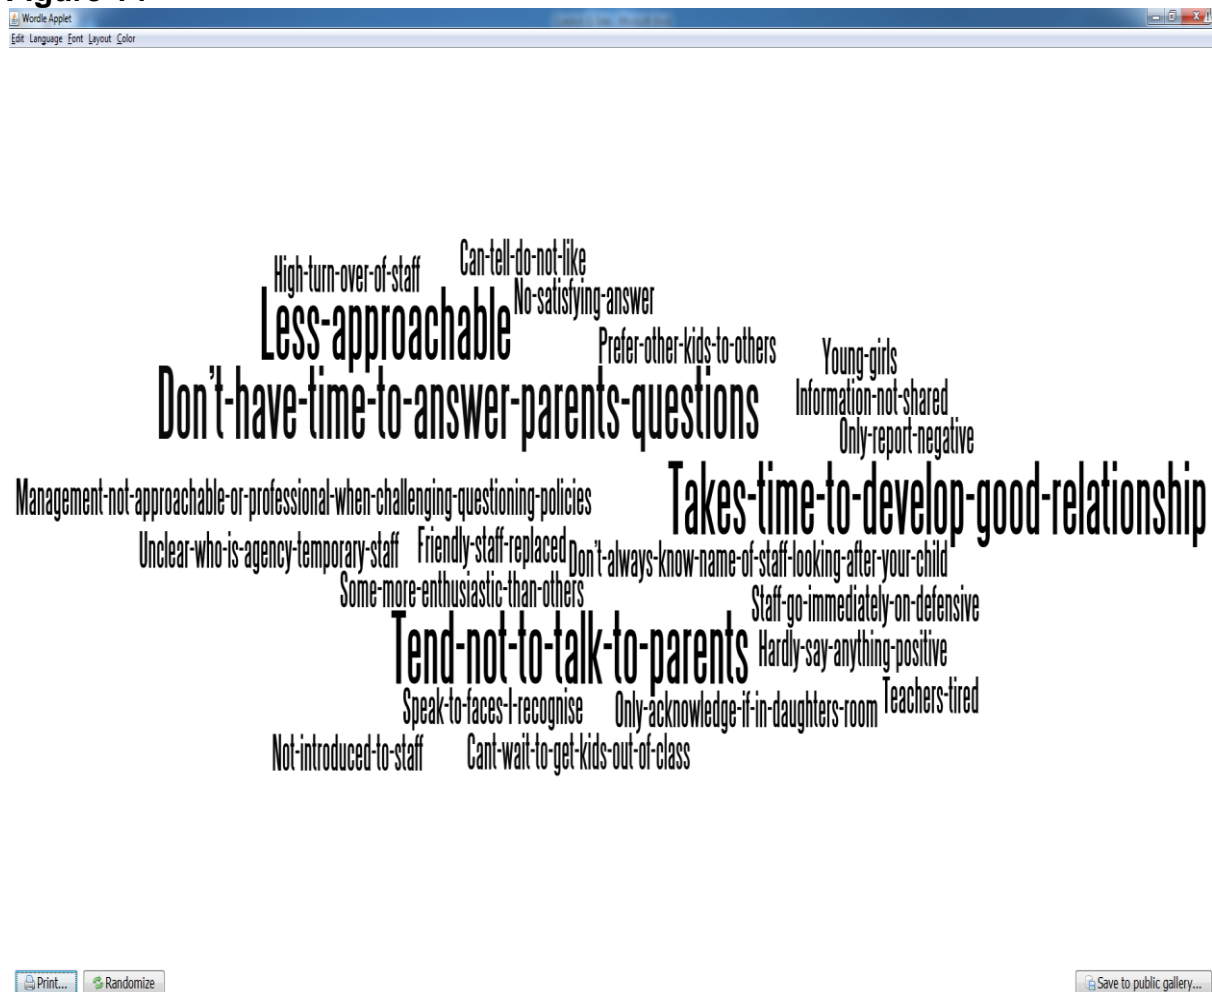 Wordle Applet
Edit Language Font Layout Color
Can-tell-do-not-like
High-turn-over-of-staff
No-satisfying-answer
Less-approachable
Prefer-other-kids-to-others
Young-girls
Don't-have-time-to-answer-parents-questions
Information-not-shared
Only-report-negative
Takes-time-to-develop-good-relationship
Management-not-approachable-or-professional-when-challenging-questioning-policies
Unclear-who-is-agency-temporary-staff
Friendly-staff-replaced
Don't-always-know-name-of-staff-looking-after-your-child
Some-more-enthusiastic-than-others
Staff-go-immediately-on-defensive
Tend-not-to-talk-to-parents
Hardly-say-anything-positive
Teachers-tired
Speak-to-faces-I-recognise
Only-acknowledge-if-in-daughters-room
Not-introduced-to-staff
Cant-wait-to-get-kids-out-of-class
Print... Randomize Save to public gallery...